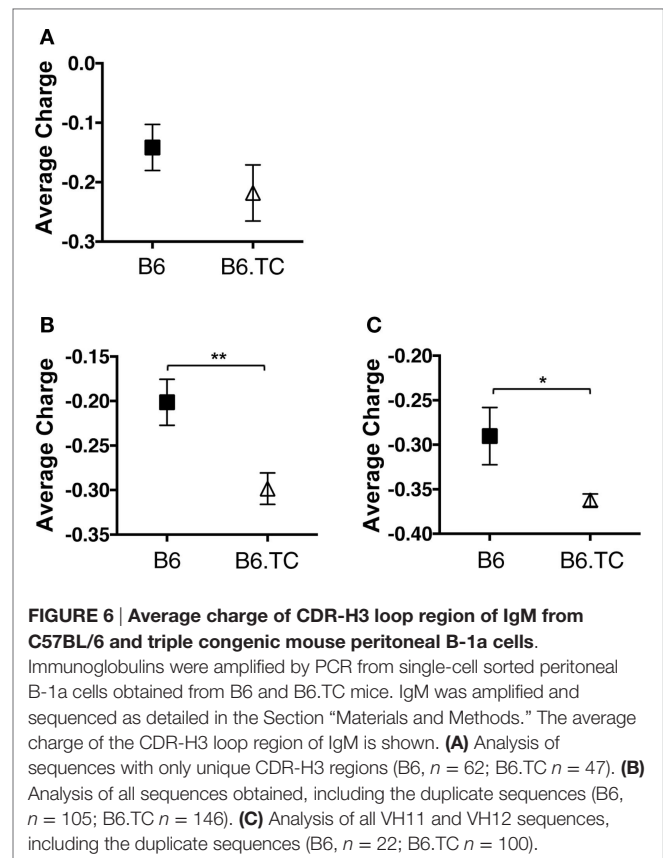 A
0.0
-0.1
-0.2
-0.3
Average Charge
B6 B6.TC
B
-0.15
-0.20
-0.25
-0.30
-0.35
Average Charge
**
B6 B6.TC
C
-0.20
-0.25
-0.30
-0.35
-0.40
Average Charge
*
B6 B6.TC
FIGURE 6 | Average charge of CDR-H3 loop region of IgM from
C57BL/6 and triple congenic mouse peritoneal B-1a cells.
Immunoglobulins were amplified by PCR from single-cell sorted peritoneal
B-1a cells obtained from B6 and B6.TC mice. IgM was amplified and
sequenced as detailed in the Section “Materials and Methods.” The average
charge of the CDR-H3 loop region of IgM is shown. (A) Analysis of
sequences with only unique CDR-H3 regions (B6, n = 62; B6.TC n = 47). (B)
Analysis of all sequences obtained, including the duplicate sequences (B6,
n = 105; B6.TC n = 146). (C) Analysis of all VH11 and VH12 sequences,
including the duplicate sequences (B6, n = 22; B6.TC n = 100).